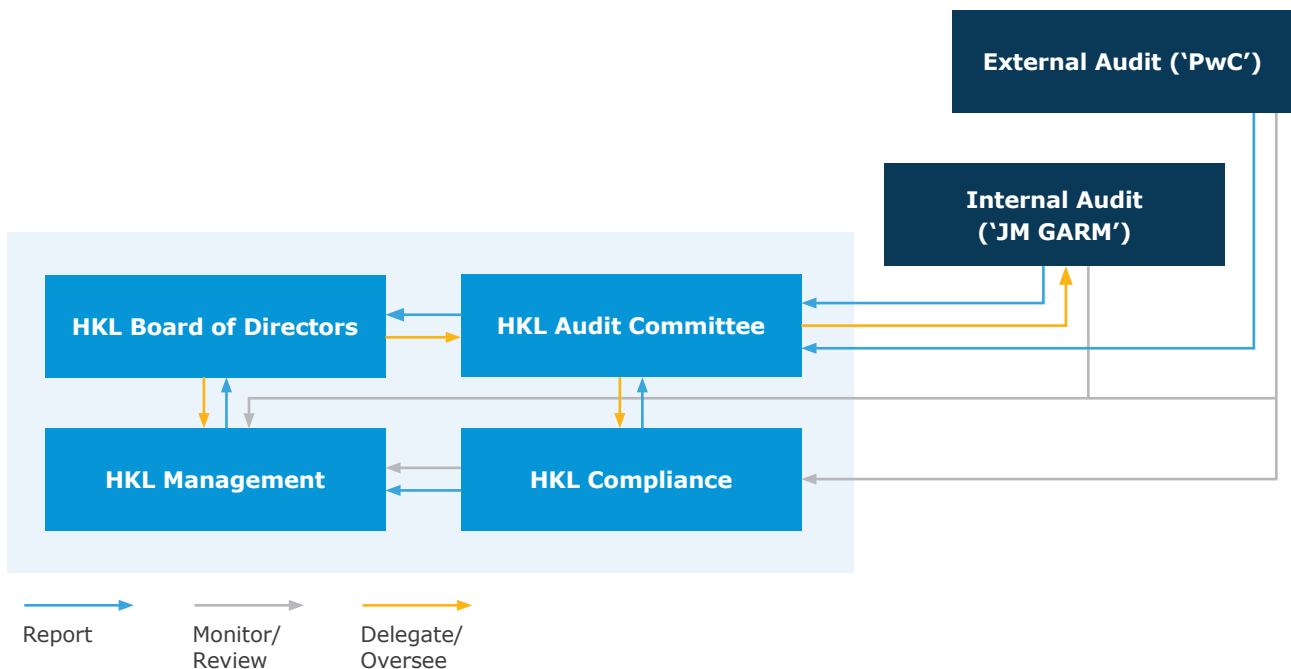 External Audit (‘PwC’)
Internal Audit
(‘JM GARM’)
HKL Board of Directors
HKL Audit Committee
HKL Management
HKL Compliance
Report
Monitor/
Review
Delegate/
Oversee